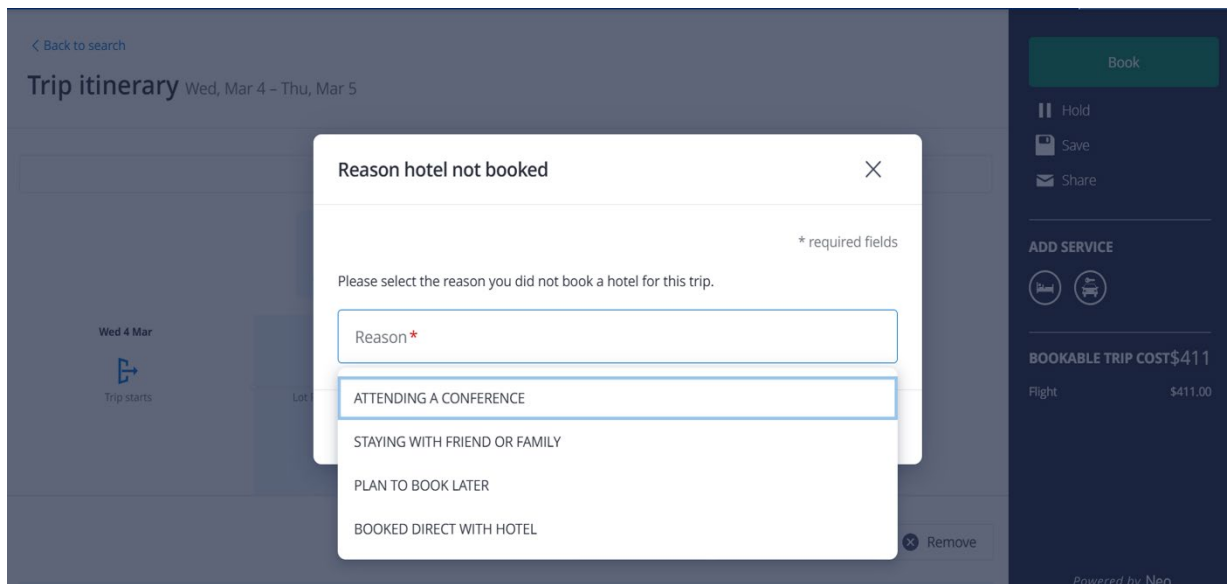 Back to search
Trip itinerary Wed, Mar 4 – Thu, Mar 5
Reason hotel not booked
* required fields
Please select the reason you did not book a hotel for this trip.
Reason *
ATTENDING A CONFERENCE
STAYING WITH FRIEND OR FAMILY
PLAN TO BOOK LATER
BOOKED DIRECT WITH HOTEL
Wed 4 Mar
Trip starts
Lot
Remove
Book
Hold
Save
Share
ADD SERVICE
BOOKABLE TRIP COST $411
Flight $411.00
Powered by Neo